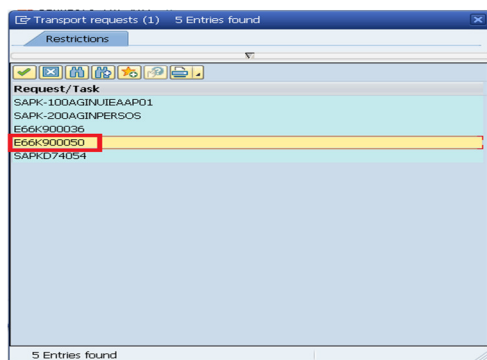 Transport requests (1) 5 Entries found
Restrictions
Request/Task
SAPK-100AGINUIEAAP01
SAPK-200AGINPERSOS
E66K900036
E66K900050
SAPKD74054
5 Entries found